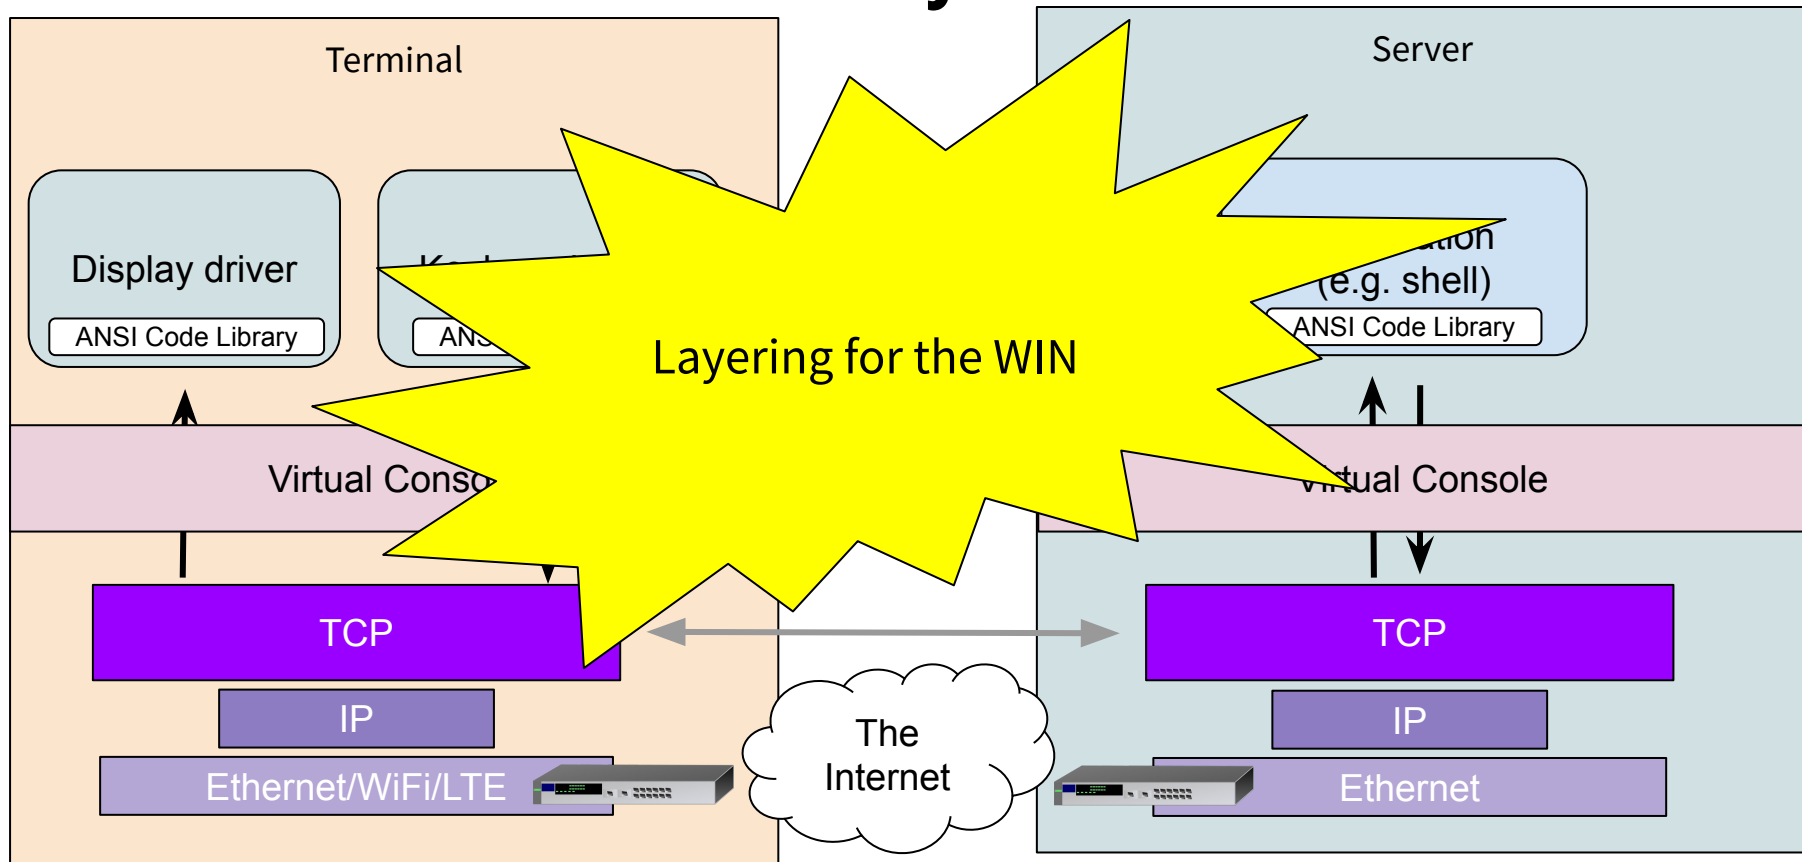 Terminal
Server
Display driver
ANSI Code Library
(e.g. shell)
ANSI Code Library
Layering for the WIN
Virtual
Virtual Console
TCP
TCP
IP
IP
The
Internet
Ethernet/WiFi/LTE
Ethernet